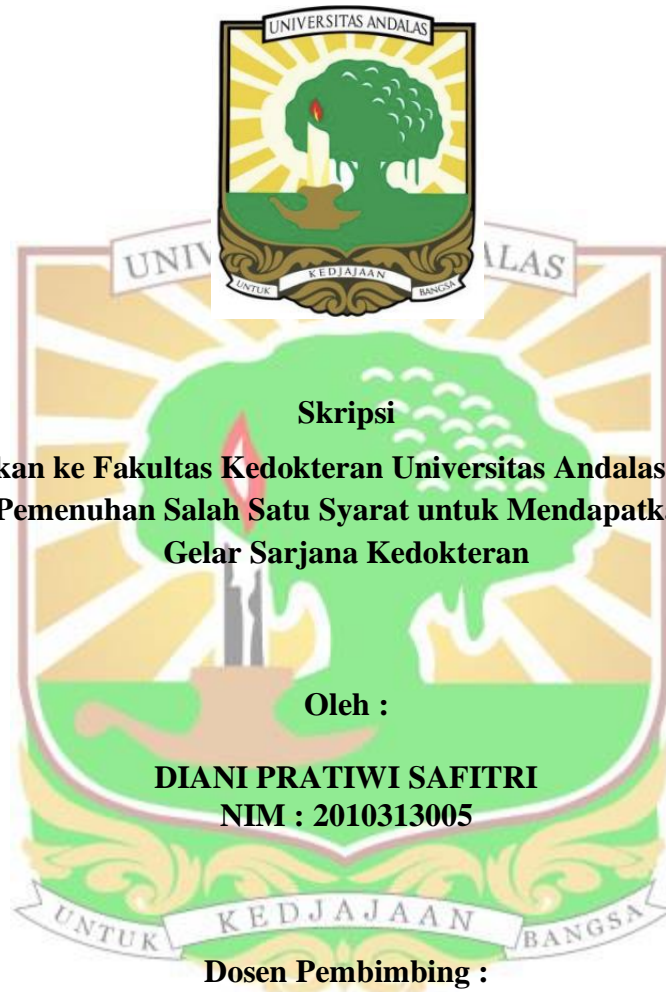 UNIVERSITAS ANDALAS
UNTUK KEDJAJAAN BANGSA
Skripsi
kan ke Fakultas Kedokteran Universitas Andalas
Pemenuhan Salah Satu Syarat untuk Mendapatk
Gelar Sarjana Kedokteran
Oleh :
DIANI PRATIWI SAFITRI
NIM : 2010313005
UNTUK KEDJAJAAN BANGSA
Dosen Pembimbing :